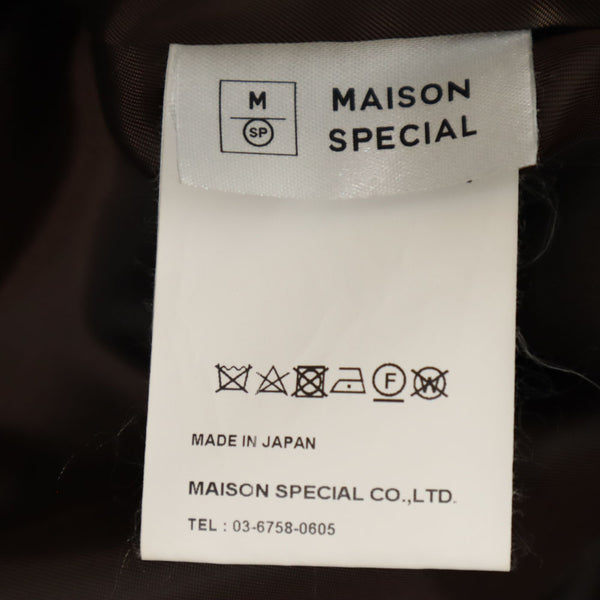 M
SP
MAISON
SPECIAL
F
W
MADE IN JAPAN
MAISON SPECIAL CO.,LTD.
TEL : 03-6758-0605